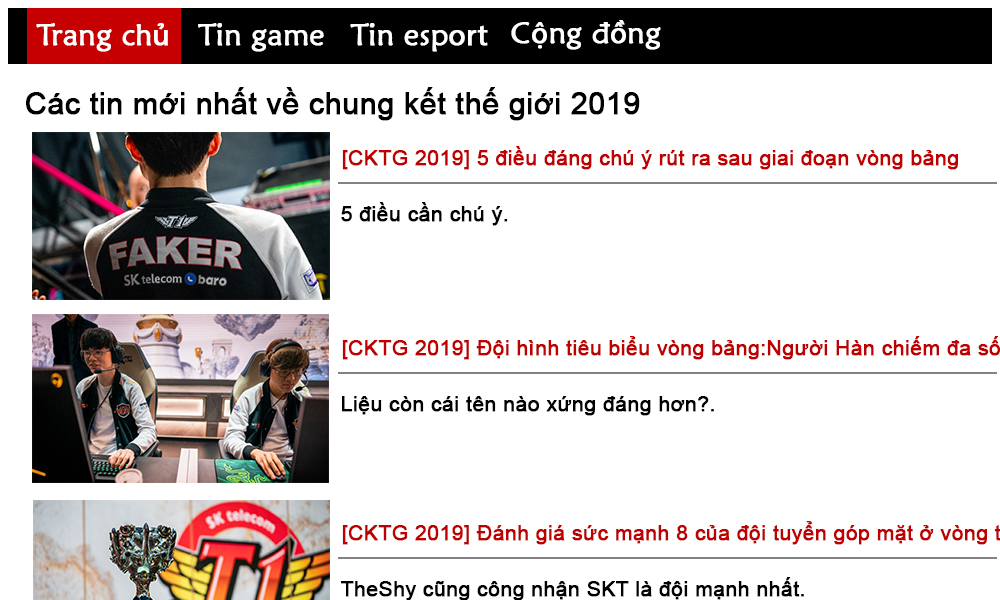 Trang chủ Tin game Tin esport Cộng đồng
Các tin mới nhất về chung kết thế giới 2019
[CKTG 2019] 5 điều đáng chú ý rút ra sau giai đoạn vòng bảng
5 điều cần chú ý.
T1
FAKER
SK telecom baro
[CKTG 2019] Đội hình tiêu biểu vòng bảng:Người Hàn chiếm đa số
Liệu còn cái tên nào xứng đáng hơn?.
[CKTG 2019] Đánh giá sức mạnh 8 của đội tuyển góp mặt ở vòng t
TheShy cũng công nhận SKT là đội mạnh nhất.
SK telecom
T1